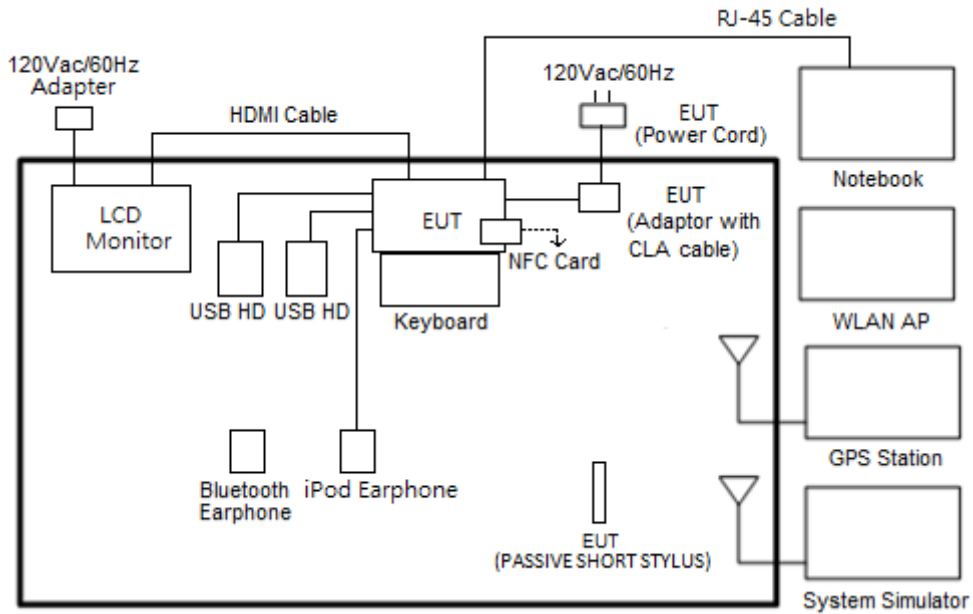 RJ-45 Cable
120Vac/60Hz
Adapter
120Vac/60Hz
HDMI Cable
EUT
(Power Cord)
Notebook
LCD
Monitor
EUT
EUT
(Adaptor with
CLA cable)
NFC Card
USB HD
USB HD
Keyboard
WLAN AP
GPS Station
Bluetooth
Earphone
iPod Earphone
EUT
(PASSIVE SHORT STYLUS)
System Simulator